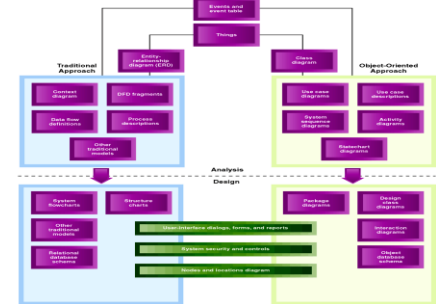 Events and
event table
Things
Traditional
Approach
Entity-
relationship
diagram (ERD)
Class
diagram
Object-Oriented
Approach
Context
diagram
DFD fragments
Use case
diagrams
Use case
descriptions
Data flow
definitions
Process
descriptions
System
sequence
diagrams
Activity
diagrams
Other
traditional
models
Statechart
diagrams
Analysis
Design
System
flowcharts
Structure
charts
Package
diagrams
Design
class
diagrams
Other
traditional
models
User-interface dialogs, forms, and reports
Interaction
diagrams
Relational
database
schema
System security and controls
Object
database
schema
Nodes and locations diagram